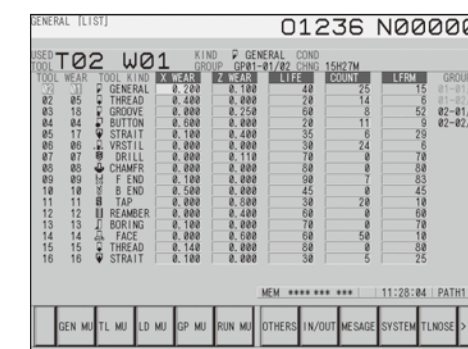 GENERAL [LIST]
O1236 N0000
USED TOOL T02 W01 KIND GENERAL COND
GROUP GP01-01/02 CHNG 15H27M
TOOL WEAR TOOL KIND X WEAR Z WEAR LIFE COUNT LFRM GROU
02 01 GENERAL 0.200 0.100 40 25 15 01-01/
02 05 THREAD 0.400 0.000 20 14 6 01-02/
03 18 GROOVE 0.000 0.250 60 8 52 02-01/
04 04 BUTTON 0.600 0.000 20 11 9 02-02/
05 17 STRAIT 0.100 0.400 35 6 29
06 06 VRSTIL 0.000 0.000 30 24 6
07 07 DRILL 0.000 0.110 70 0 70
08 08 CHAMFR 0.000 0.000 80 0 80
09 09 F END 0.100 0.000 90 7 83
10 10 B END 0.500 0.000 45 0 45
11 11 TAP 0.000 0.800 30 20 10
12 12 REAMBER 0.000 0.400 60 0 60
13 13 BORING 0.100 0.000 70 0 70
14 14 FACE 0.000 0.600 60 50 10
15 15 THREAD 0.140 0.000 80 0 80
16 16 STRAIT 0.100 0.000 30 5 25
MEM **** *** *** 11:28:04 PATH1
GEN MU TL MU LD MU GP MU RUN MU OTHERS IN/OUT MESAGE SYSTEM TLNOSE >